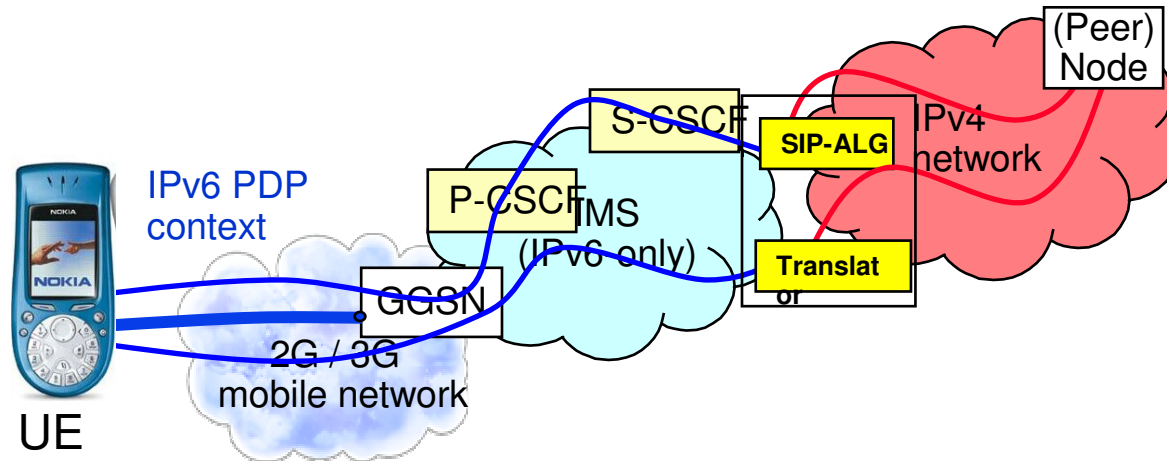 (Peer)
Node
S-CSCF
SIP-ALG
IPv4
network
IPv6 PDP
context
P-CSCF
IMS
(IPv6-only)
Translat
or
NOKIA
NOKIA
GGSN
2G / 3G
mobile network
UE